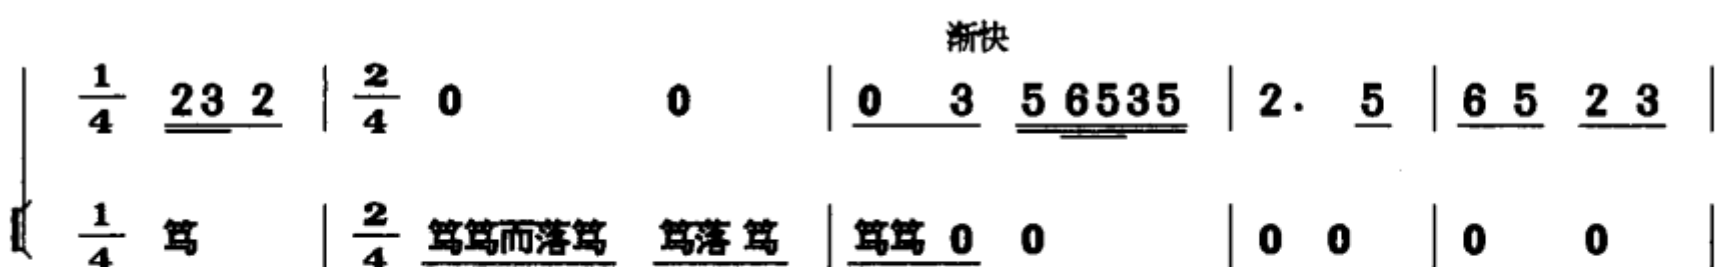 渐快
1/4 23 2 | 2/4 0 0 | 0 3 5 6535 | 2. 5 | 6 5 2 3 |
1/4 笃 | 2/4 笃笃而落笃 笃落 笃 | 笃笃 0 0 | 0 0 | 0 0 |